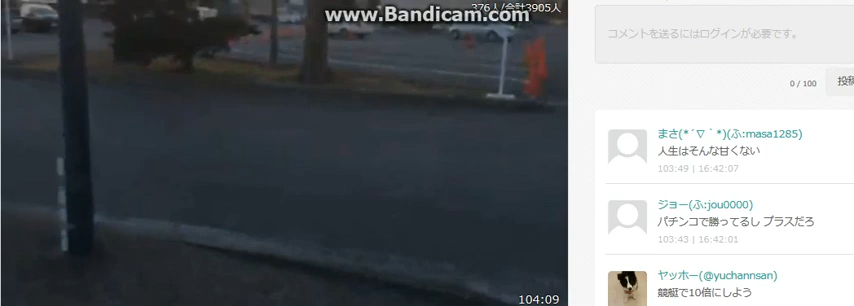 www.Bandicam.com
376人/合計3905人
104:09
コメントを送るにはログインが必要です。
0 / 100
投稿
まさ(*´∇｀*)(ふ:masa1285)
人生はそんな甘くない
103:49 | 16:42:07
ジョー(ふ:jou0000)
パチンコで勝ってるし プラスだろ
103:43 | 16:42:01
ヤッホー(@yuchannsan)
競艇で10倍にしよう